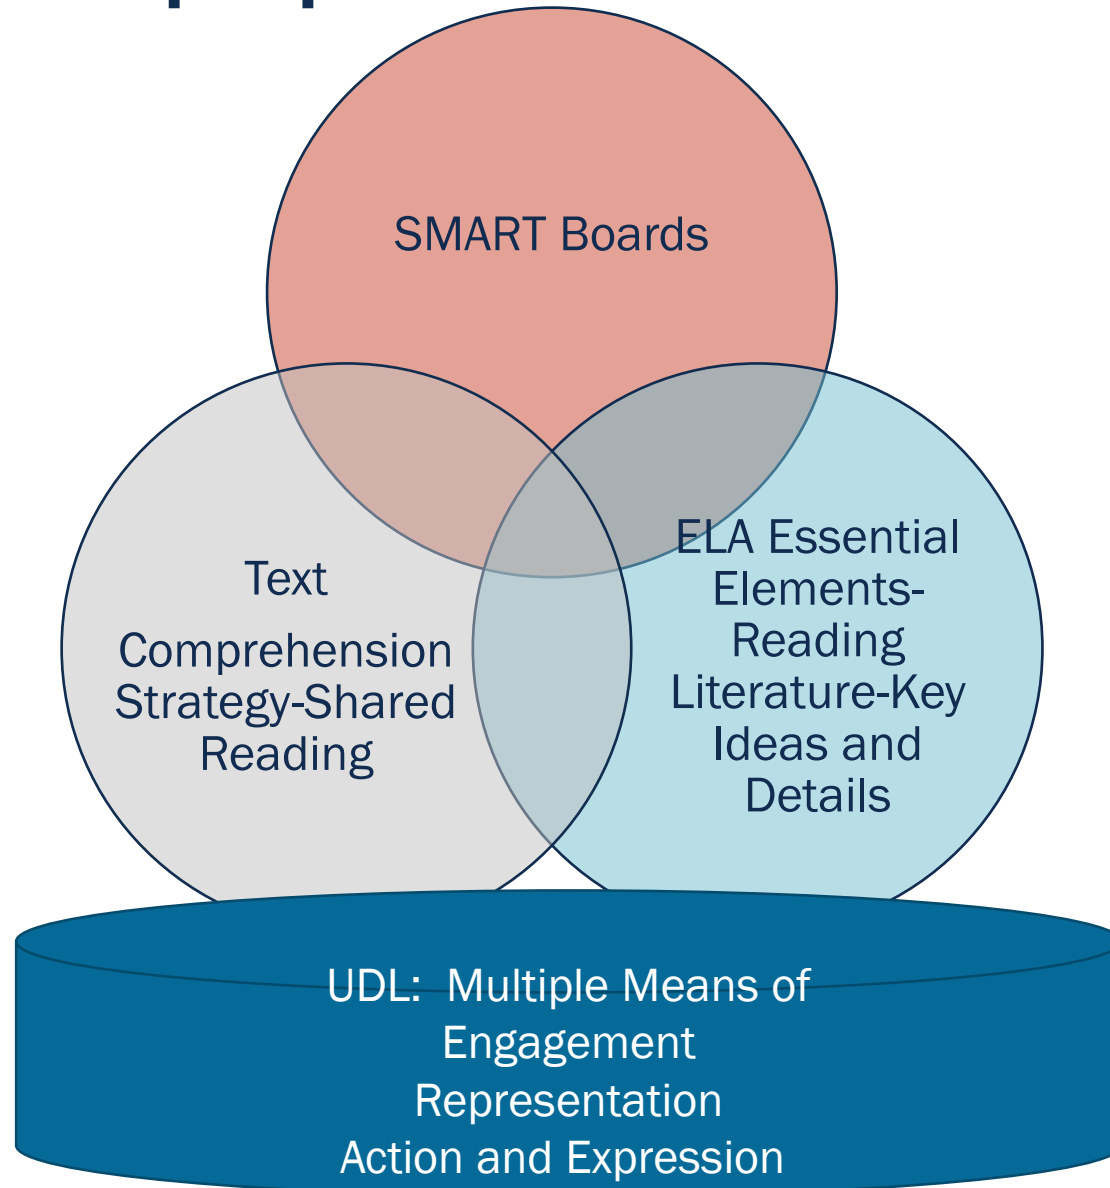 SMART Boards
Text
Comprehension
Strategy-Shared
Reading
ELA Essential
Elements-
Reading
Literature-Key
Ideas and
Details
UDL:  Multiple Means of
Engagement
Representation
Action and Expression